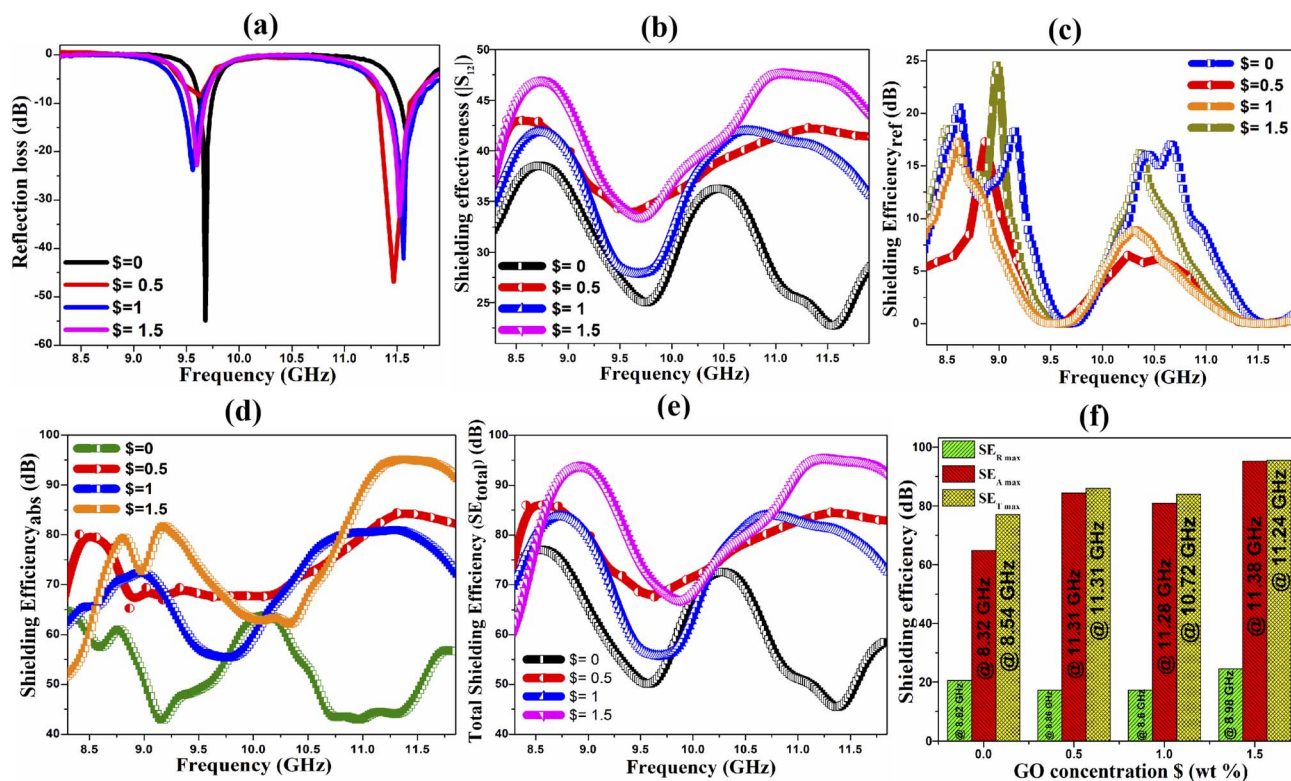 (a)
Reflection loss (dB)
0
-10
-20
-30
-40
-50
-60
$=0
$= 0.5
$= 1
$= 1.5
8.5 9.0 9.5 10.0 10.5 11.0 11.5
Frequency (GHz)
(b)
Shielding effectiveness (|S12|)
50
45
40
35
30
25
$= 0
$= 0.5
$= 1
$= 1.5
8.5 9.0 9.5 10.0 10.5 11.0 11.5
Frequency (GHz)
(c)
Shielding Efficiencyref (dB)
25
20
15
10
5
0
$= 0
$=0.5
$= 1
$= 1.5
8.5 9.0 9.5 10.0 10.5 11.0 11.5
Frequency (GHz)
(d)
Shielding Efficiencyabs (dB)
100
90
80
70
60
50
40
$=0
$=0.5
$=1
$=1.5
8.5 9.0 9.5 10.0 10.5 11.0 11.5
Frequency (GHz)
(e)
Total Shielding Efficiency (SEtotal) (dB)
100
90
80
70
60
50
40
$= 0
$= 0.5
$= 1
$= 1.5
8.5 9.0 9.5 10.0 10.5 11.0 11.5
Frequency (GHz)
(f)
Shielding efficiency (dB)
100
80
60
40
20
0
SER max
SEA max
SET max
@ 8.62 GHz
@ 8.32 GHz
@ 8.54 GHz
@ 8.86 GHz
@ 11.31 GHz
@ 11.31 GHz
@ 8.6 GHz
@ 11.28 GHz
@ 10.72 GHz
@ 8.98 GHz
@ 11.38 GHz
@ 11.24 GHz
0.0 0.5 1.0 1.5
GO concentration $ (wt %)